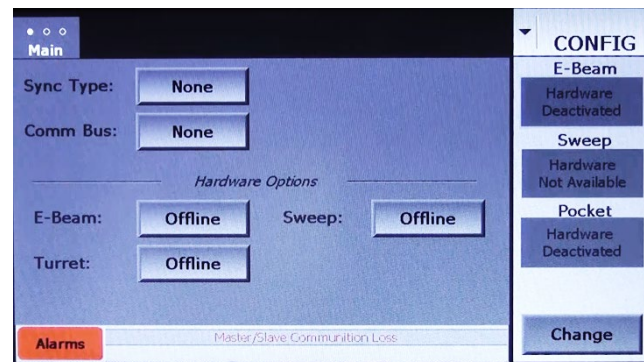 Main
CONFIG
Sync Type: None
Comm Bus: None
Hardware Options
E-Beam: Offline Sweep: Offline
Turret: Offline
Alarms
Master/Slave Communition Loss
E-Beam
Hardware
Deactivated
Sweep
Hardware
Not Available
Pocket
Hardware
Deactivated
Change